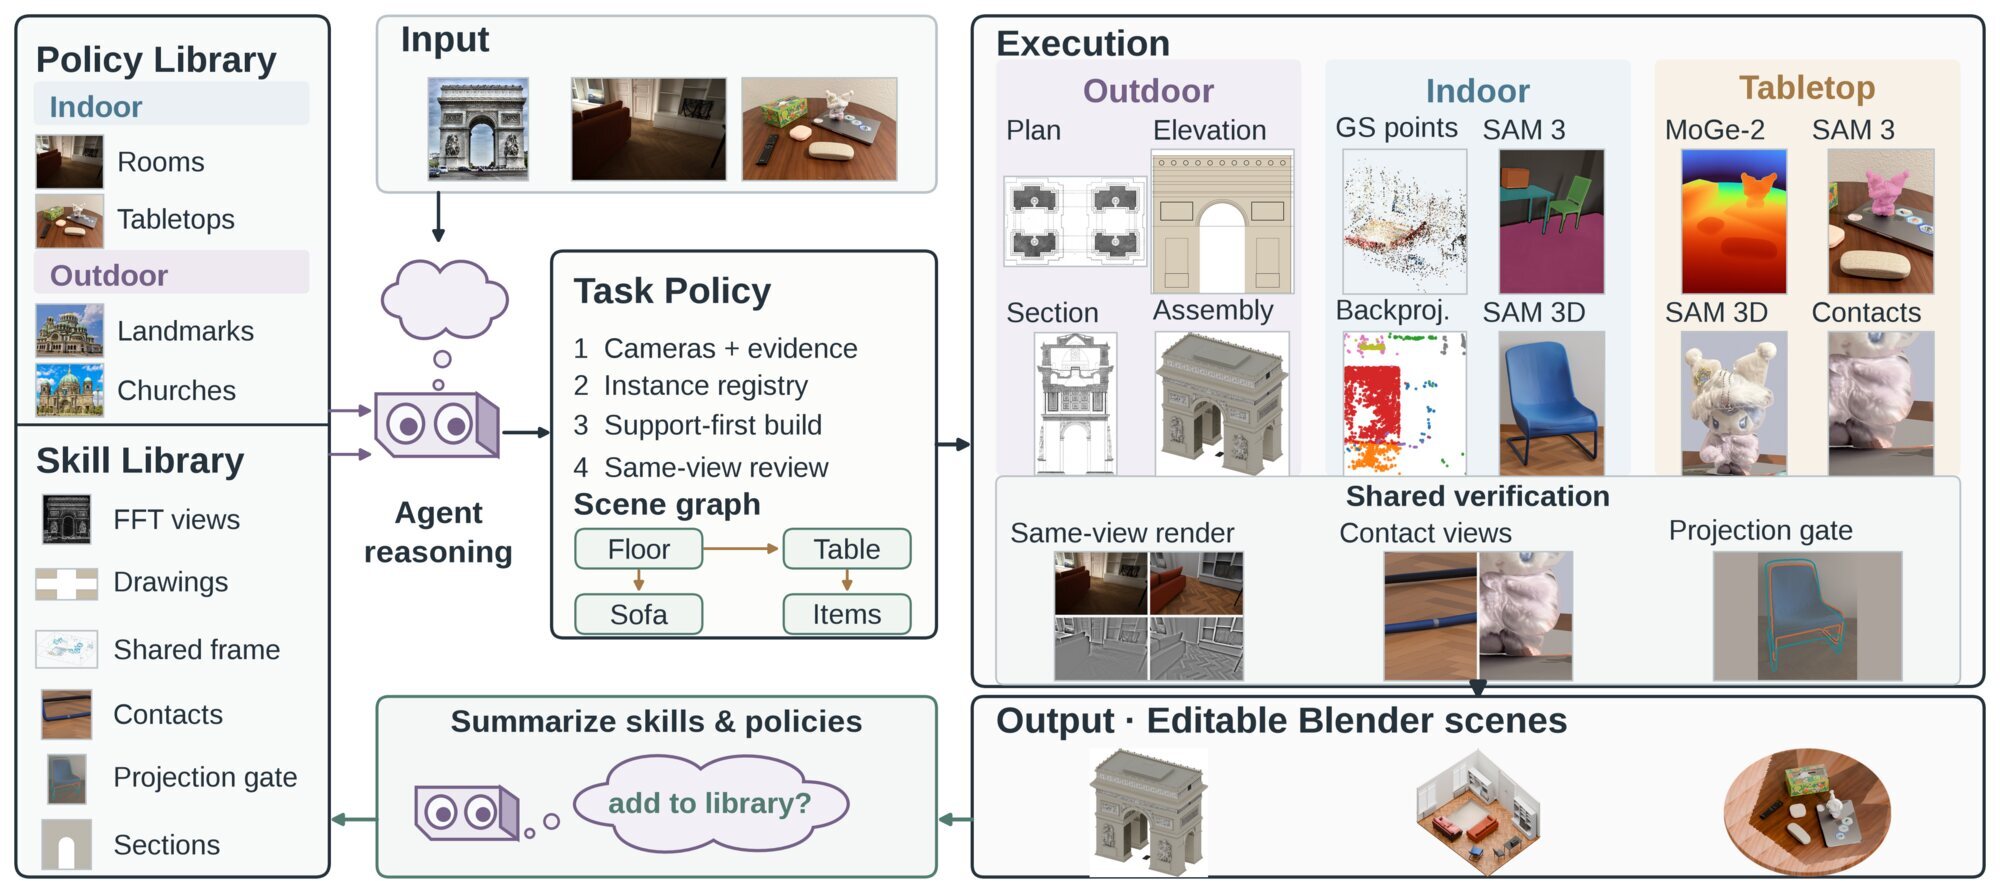 Policy Library
Indoor
Rooms
Tabletops
Outdoor
Landmarks
Churches
Skill Library
FFT views
Drawings
Shared frame
Contacts
Projection gate
Sections
Input
Agent
reasoning
Task Policy
1 Cameras + evidence
2 Instance registry
3 Support-first build
4 Same-view review
Scene graph
Floor
Table
Sofa
Items
Execution
Outdoor
Plan
Elevation
Section
Assembly
Indoor
GS points
SAM 3
Backproj.
SAM 3D
Tabletop
MoGe-2
SAM 3
SAM 3D
Contacts
Shared verification
Same-view render
Contact views
Projection gate
Output · Editable Blender scenes
Summarize skills & policies
add to library?